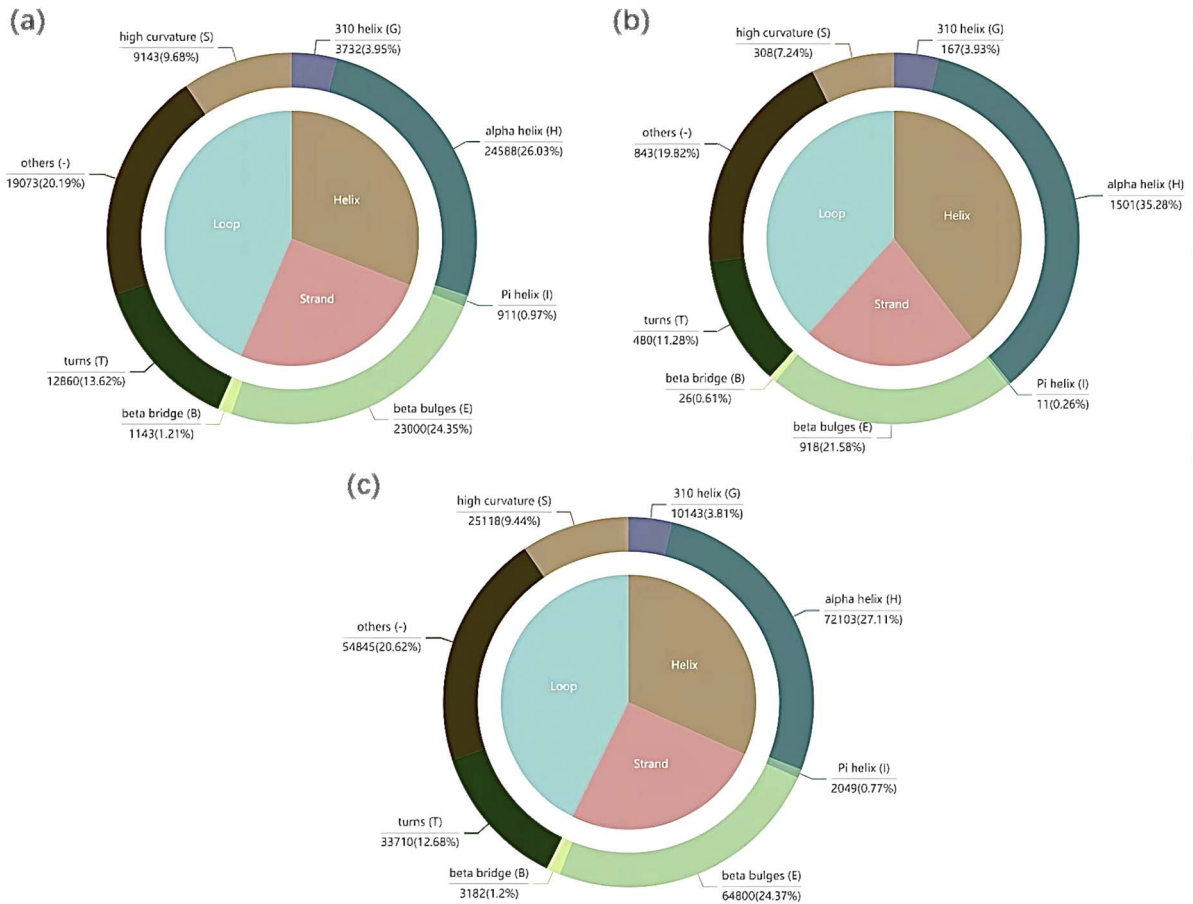 (a)
310 helix (G)
3732(3.95%)
high curvature (S)
9143(9.68%)
alpha helix (H)
24588(26.03%)
others (-)
19073(20.19%)
Helix
Loop
Strand
Pi helix (I)
911(0.97%)
turns (T)
12860(13.62%)
beta bridge (B)
1143(1.21%)
beta bulges (E)
23000(24.35%)
(b)
310 helix (G)
167(3.93%)
high curvature (S)
308(7.24%)
others (-)
843(19.82%)
alpha helix (H)
1501(35.28%)
Loop
Helix
Strand
turns (T)
480(11.28%)
beta bridge (B)
26(0.61%)
Pi helix (I)
11(0.26%)
beta bulges (E)
918(21.58%)
(c)
310 helix (G)
10143(3.81%)
high curvature (S)
25118(9.44%)
alpha helix (H)
72103(27.11%)
others (-)
54845(20.62%)
Helix
Loop
Strand
Pi helix (I)
2049(0.77%)
turns (T)
33710(12.68%)
beta bridge (B)
3182(1.2%)
beta bulges (E)
64800(24.37%)